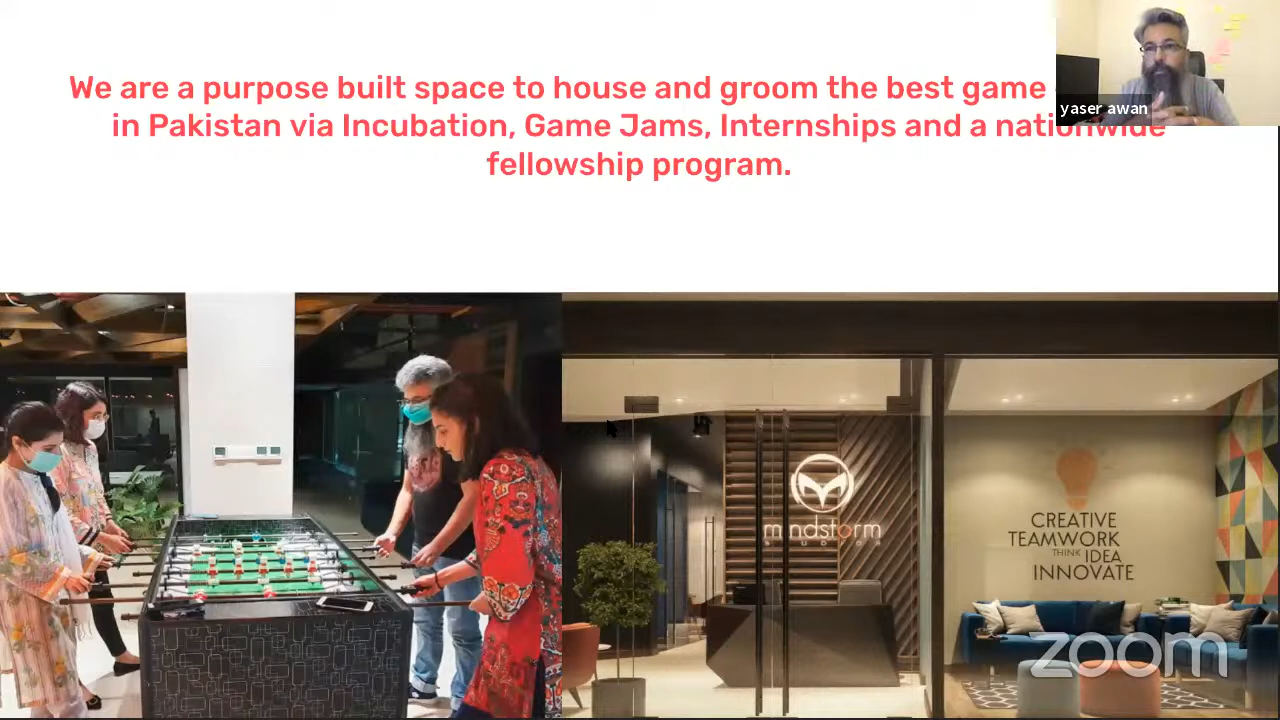 We are a purpose built space to house and groom the best game
in Pakistan via Incubation, Game Jams, Internships and a nationwide
fellowship program.
yaser awan
mindstorm
STUDIOS
CREATIVE
TEAMWORK
THINK IDEA
INNOVATE
zoom